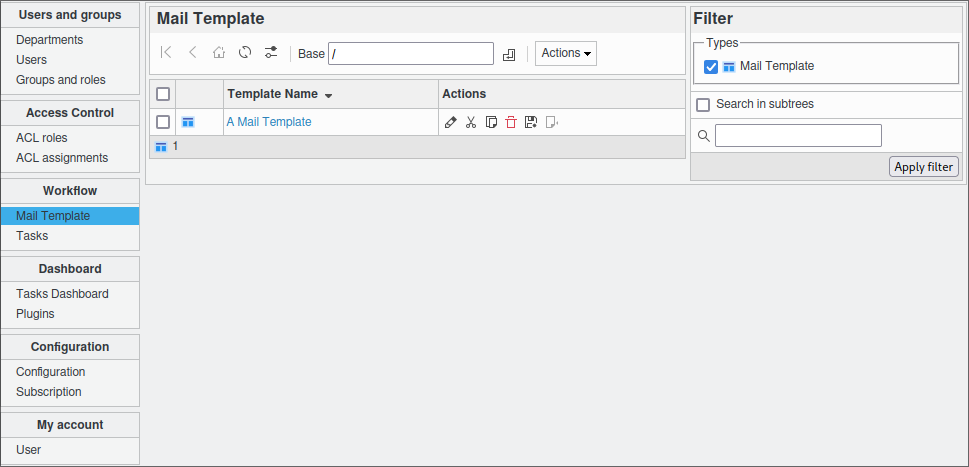 Users and groups
Departments
Users
Groups and roles
Access Control
ACL roles
ACL assignments
Workflow
Mail Template
Tasks
Dashboard
Tasks Dashboard
Plugins
Configuration
Configuration
Subscription
My account
User
Mail Template
Base / Actions
Template Name Actions
A Mail Template
1
Filter
Types
Mail Template
Search in subtrees
Apply filter